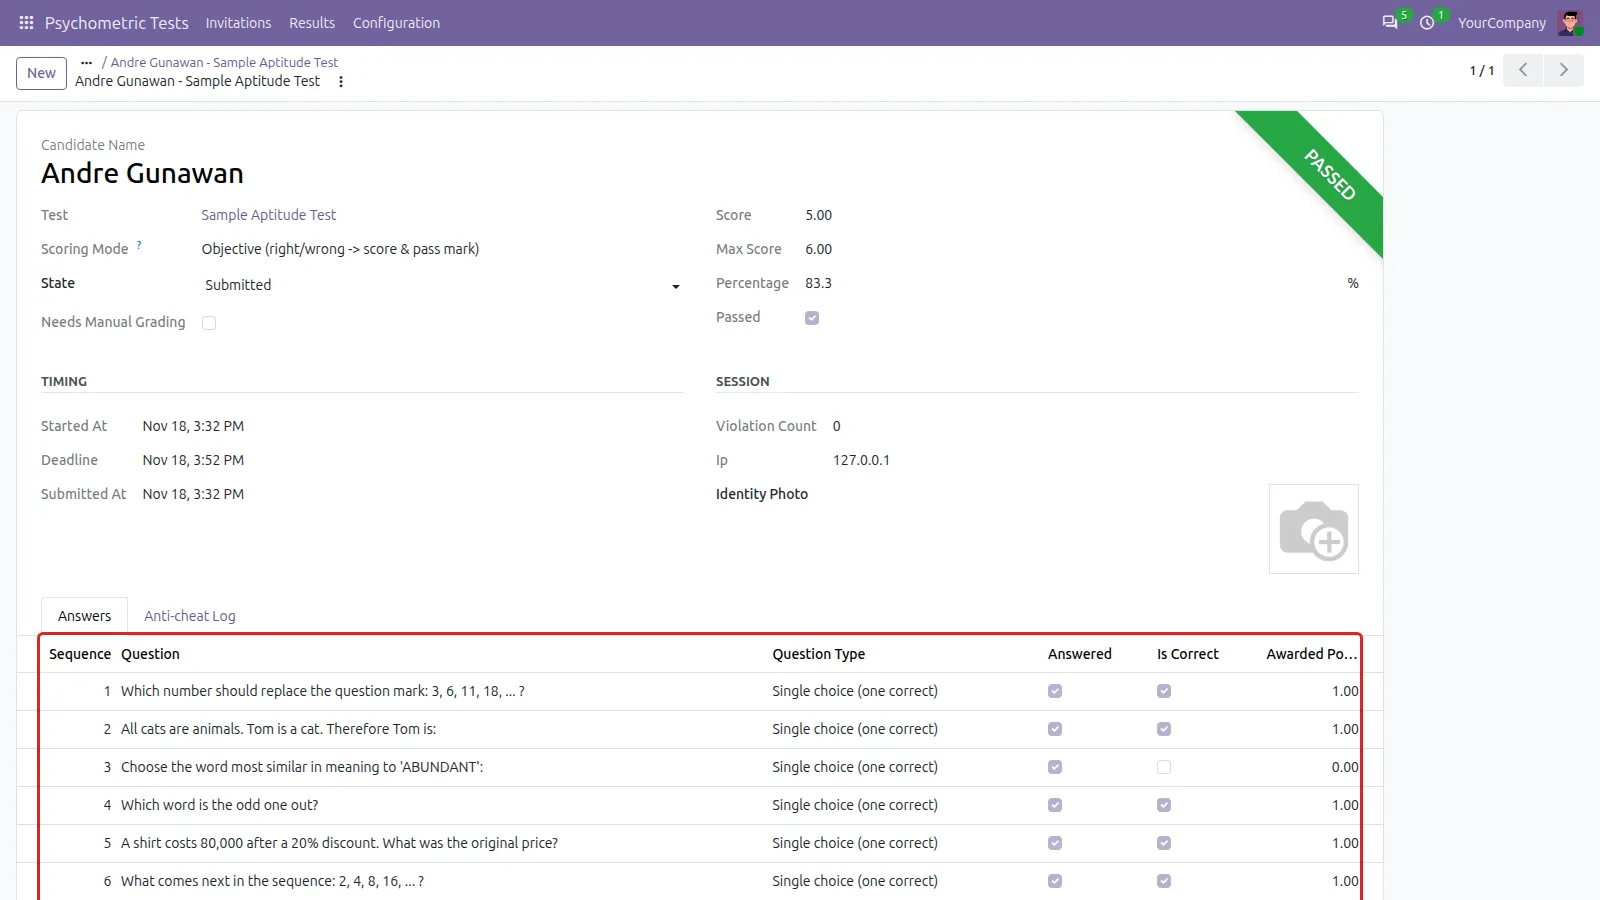 Psychometric Tests Invitations Results Configuration 5 1 YourCompany
New ... / Andre Gunawan - Sample Aptitude Test
Andre Gunawan - Sample Aptitude Test
1 / 1
PASSED
Candidate Name
Andre Gunawan
Test Sample Aptitude Test
Scoring Mode ? Objective (right/wrong -> score & pass mark)
State Submitted
Needs Manual Grading
Score 5.00
Max Score 6.00
Percentage 83.3 %
Passed
TIMING
Started At Nov 18, 3:32 PM
Deadline Nov 18, 3:52 PM
Submitted At Nov 18, 3:32 PM
SESSION
Violation Count 0
Ip 127.0.0.1
Identity Photo
Answers Anti-cheat Log
Sequence Question Question Type Answered Is Correct Awarded Po...
1 Which number should replace the question mark: 3, 6, 11, 18, ... ? Single choice (one correct) 1.00
2 All cats are animals. Tom is a cat. Therefore Tom is: Single choice (one correct) 1.00
3 Choose the word most similar in meaning to 'ABUNDANT': Single choice (one correct) 0.00
4 Which word is the odd one out? Single choice (one correct) 1.00
5 A shirt costs 80,000 after a 20% discount. What was the original price? Single choice (one correct) 1.00
6 What comes next in the sequence: 2, 4, 8, 16, ... ? Single choice (one correct) 1.00